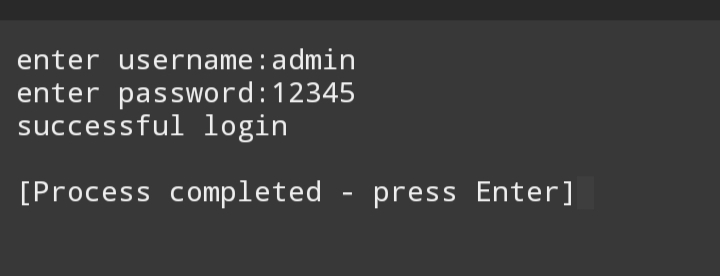 enter username:admin
enter password:12345
successful login
[Process completed - press Enter]